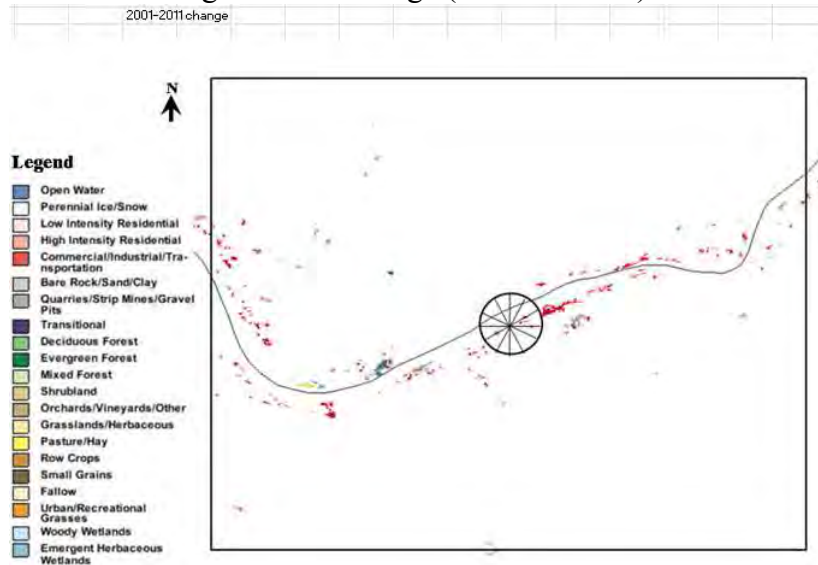 2001-2011 change
N
Legend
Open Water
Perennial Ice/Snow
Low Intensity Residential
High Intensity Residential
Commercial/Industrial/Tra-
nsportation
Bare Rock/Sand/Clay
Quarries/Strip Mines/Gravel
Pits
Transitional
Deciduous Forest
Evergreen Forest
Mixed Forest
Shrubland
Orchards/Vineyards/Other
Grasslands/Herbaceous
Pasture/Hay
Row Crops
Small Grains
Fallow
Urban/Recreational
Grasses
Woody Wetlands
Emergent Herbaceous
Wetlands